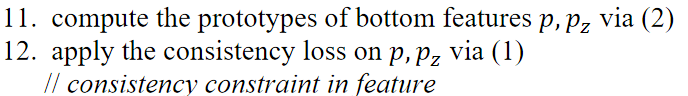 11. compute the prototypes of bottom features p, p_z via (2)
12. apply the consistency loss on p, p_z via (1)
// consistency constraint in feature